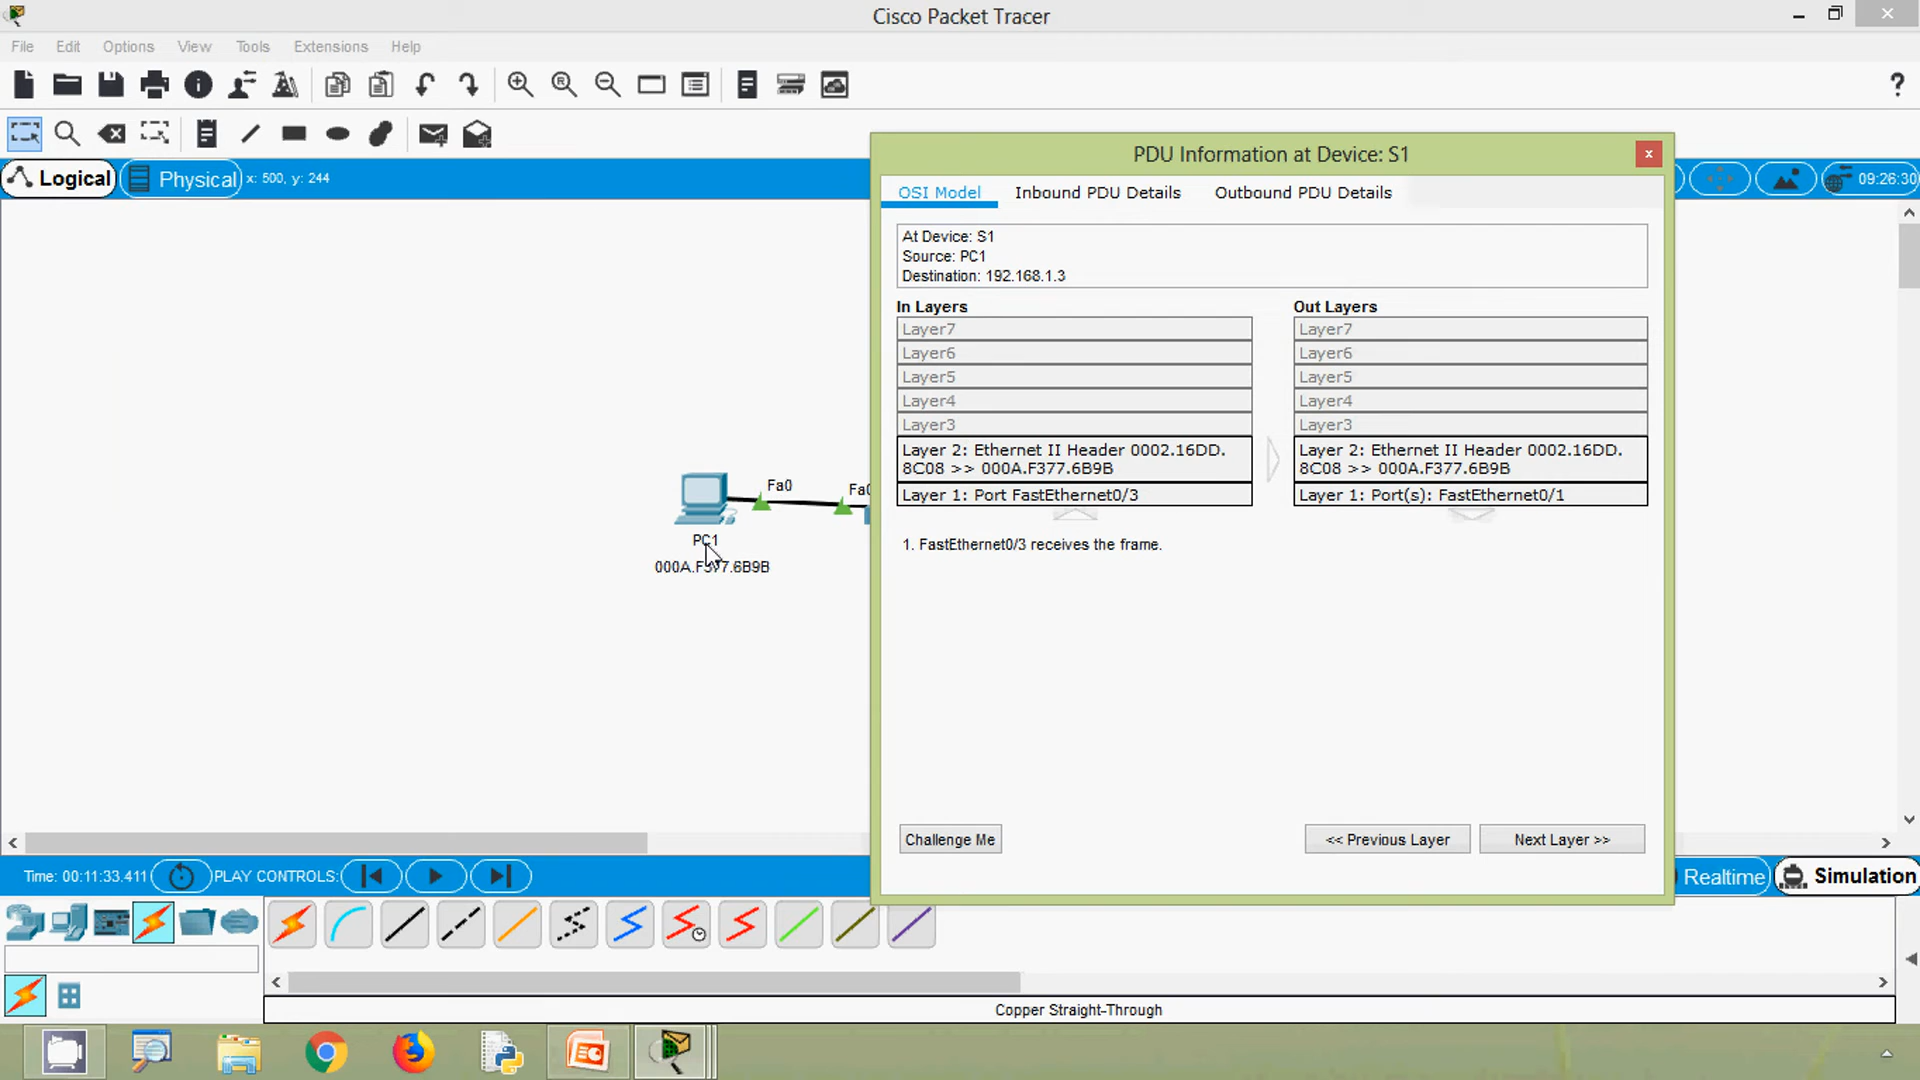 Cisco Packet Tracer
File Edit Options View Tools Extensions Help
?
Logical Physical x: 500, y: 244
09:26:30
PDU Information at Device: S1
x
OSI Model Inbound PDU Details Outbound PDU Details
At Device: S1
Source: PC1
Destination: 192.168.1.3
In Layers
Layer7
Layer6
Layer5
Layer4
Layer3
Layer 2: Ethernet II Header 0002.16DD.
8C08 >> 000A.F377.6B9B
Layer 1: Port FastEthernet0/3
Out Layers
Layer7
Layer6
Layer5
Layer4
Layer3
Layer 2: Ethernet II Header 0002.16DD.
8C08 >> 000A.F377.6B9B
Layer 1: Port(s): FastEthernet0/1
1. FastEthernet0/3 receives the frame.
Challenge Me << Previous Layer Next Layer >>
Fa0
Fa0
PC1
000A.F377.6B9B
Time: 00:11:33.411 PLAY CONTROLS:
Realtime Simulation
Copper Straight-Through